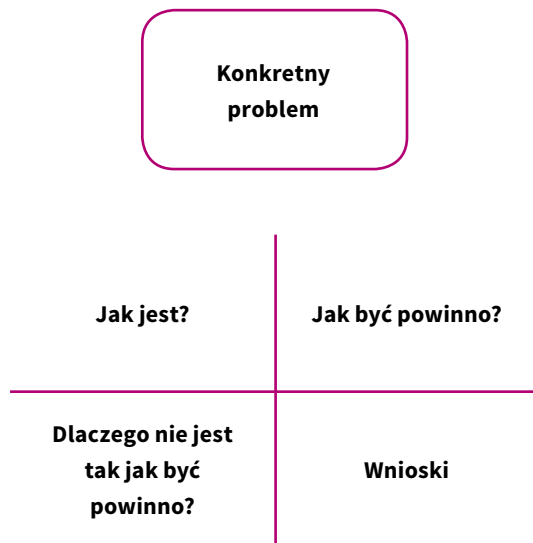 Konkretny
problem
Jak jest?
Jak być powinno?
Dlaczego nie jest
tak jak być
powinno?
Wnioski